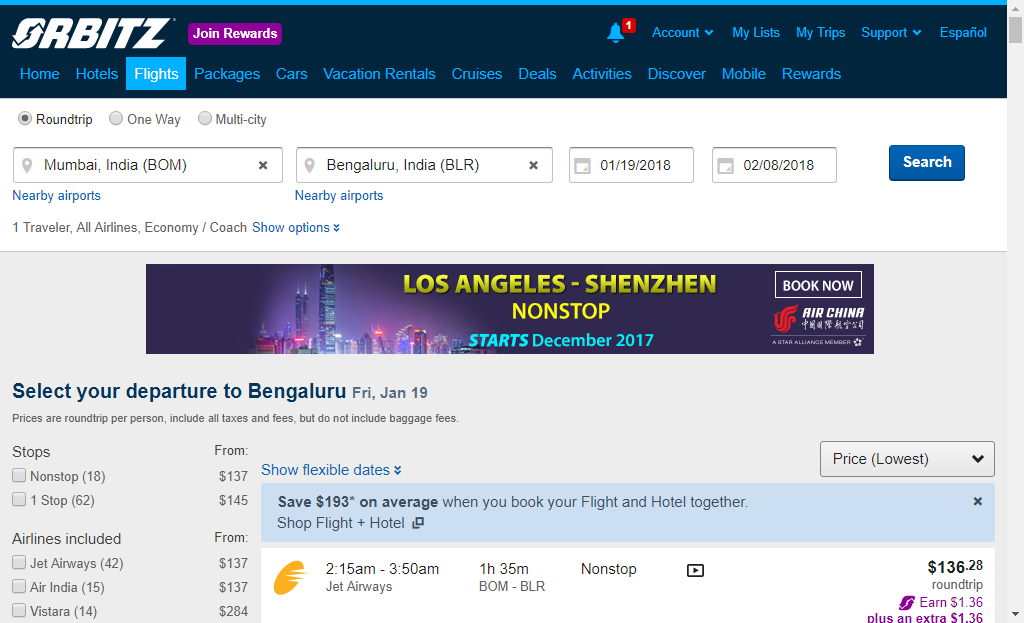 ORBITZ Join Rewards
1
Account My Lists My Trips Support Español
Home Hotels Flights Packages Cars Vacation Rentals Cruises Deals Activities Discover Mobile Rewards
Roundtrip One Way Multi-city
Mumbai, India (BOM) Bengaluru, India (BLR) 01/19/2018 02/08/2018 Search
Nearby airports Nearby airports
1 Traveler, All Airlines, Economy / Coach Show options
LOS ANGELES - SHENZHEN
NONSTOP
STARTS December 2017
BOOK NOW
AIR CHINA
中国国际航空公司
A STAR ALLIANCE MEMBER
Select your departure to Bengaluru Fri, Jan 19
Prices are roundtrip per person, include all taxes and fees, but do not include baggage fees.
Stops From:
Nonstop (18) $137
1 Stop (62) $145
Airlines included From:
Jet Airways (42) $137
Air India (15) $137
Vistara (14) $284
Show flexible dates
Price (Lowest)
Save $193* on average when you book your Flight and Hotel together.
Shop Flight + Hotel
2:15am - 3:50am 1h 35m Nonstop $136.28
Jet Airways BOM - BLR roundtrip
Earn $1.36
plus an extra $1.36